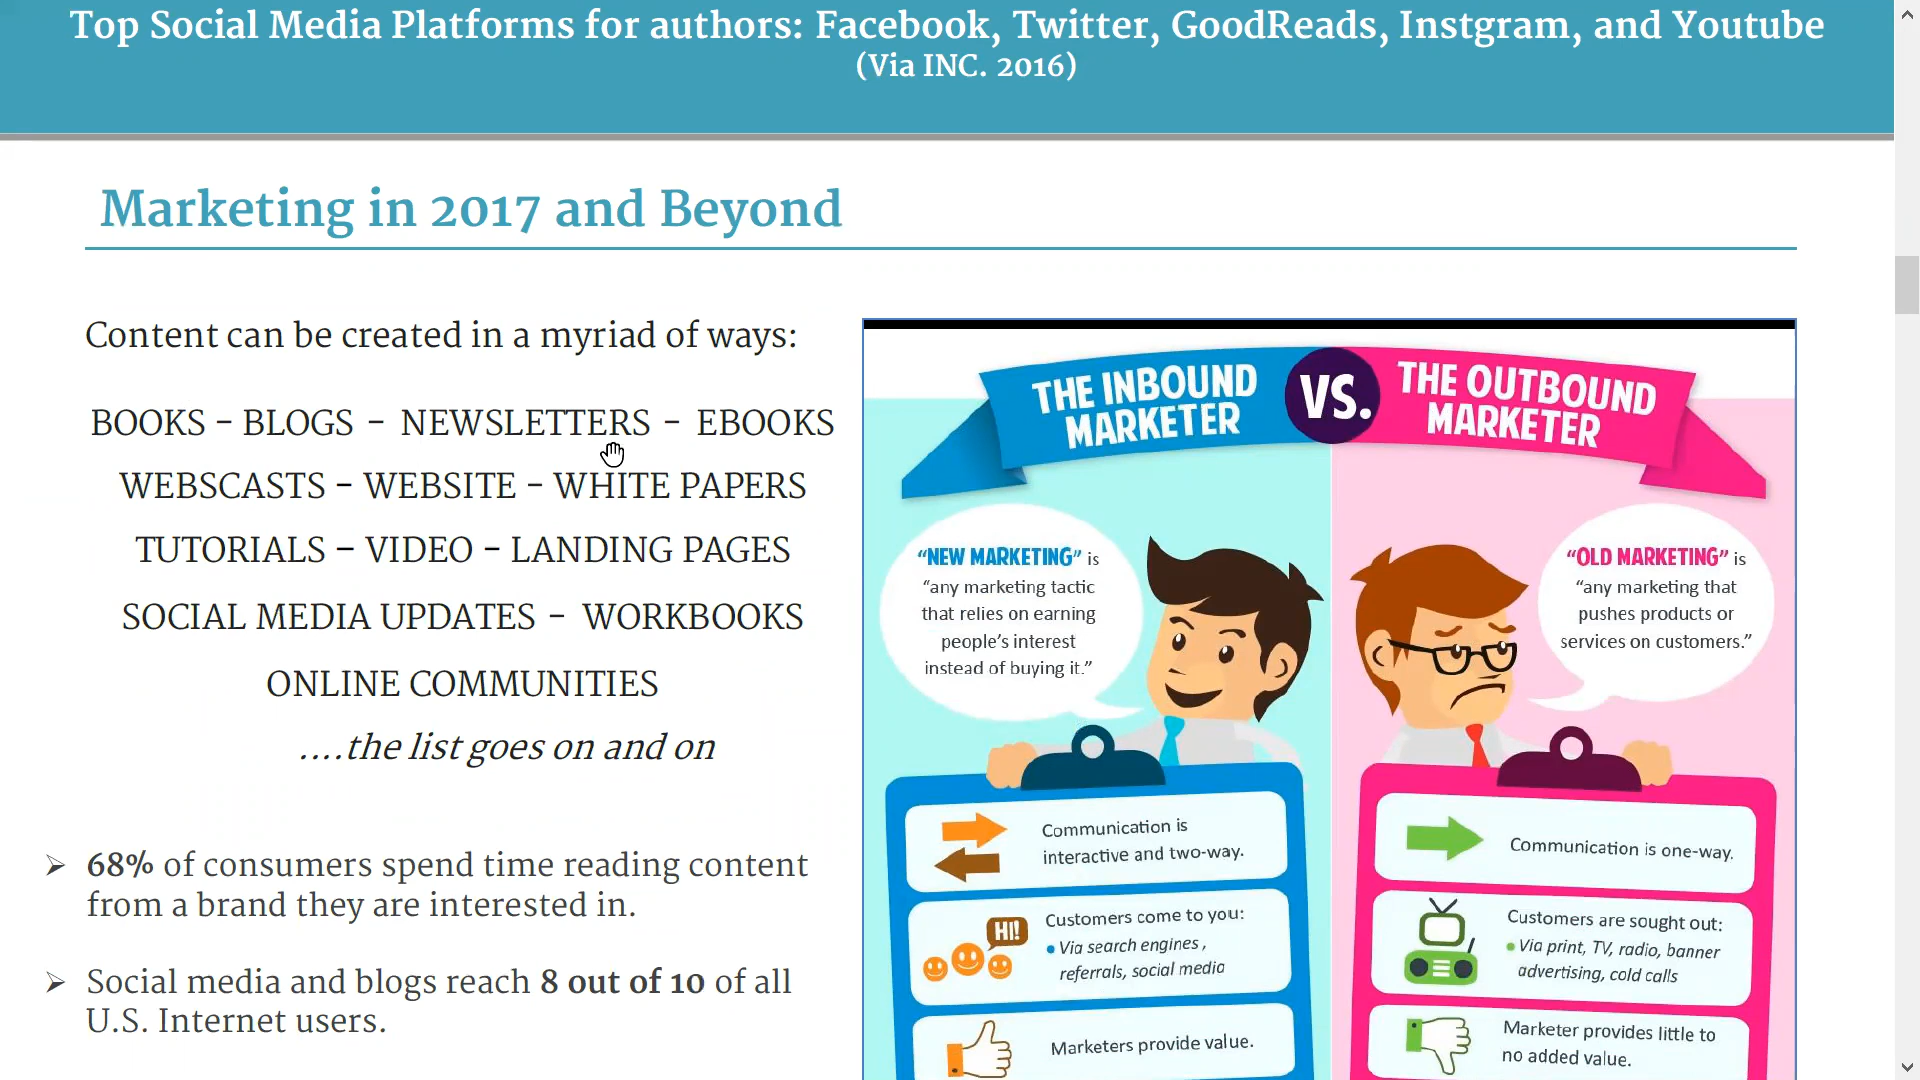 Top Social Media Platforms for authors: Facebook, Twitter, GoodReads, Instgram, and Youtube
(Via INC. 2016)
Marketing in 2017 and Beyond
Content can be created in a myriad of ways:
BOOKS – BLOGS – NEWSLETTERS – EBOOKS
WEBSCASTS – WEBSITE – WHITE PAPERS
TUTORIALS – VIDEO – LANDING PAGES
SOCIAL MEDIA UPDATES – WORKBOOKS
ONLINE COMMUNITIES
....the list goes on and on
➢ 68% of consumers spend time reading content
from a brand they are interested in.
➢ Social media and blogs reach 8 out of 10 of all
U.S. Internet users.
THE INBOUND
MARKETER
VS.
THE OUTBOUND
MARKETER
“NEW MARKETING” is
“any marketing tactic
that relies on earning
people’s interest
instead of buying it.”
“OLD MARKETING” is
“any marketing that
pushes products or
services on customers.”
Communication is
interactive and two-way.
HI!
Customers come to you:
• Via search engines,
referrals, social media
Marketers provide value.
Communication is one-way.
Customers are sought out:
• Via print, TV, radio, banner
advertising, cold calls
Marketer provides little to
no added value.